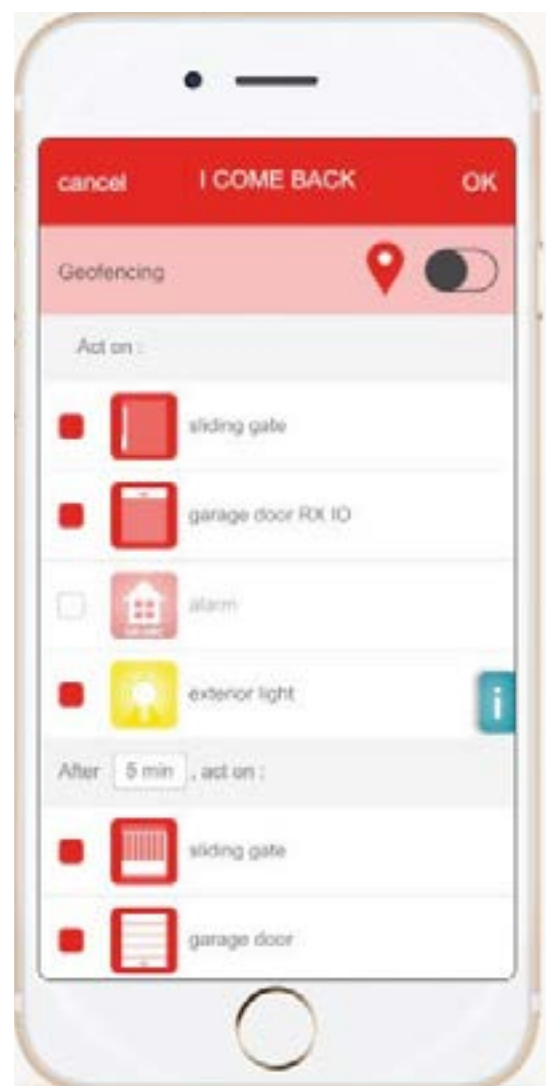 cancel I COME BACK OK
Geofencing
Act on :
sliding gate
garage door RX IO
alarm
exterior light
i
After 5 min , act on :
sliding gate
garage door